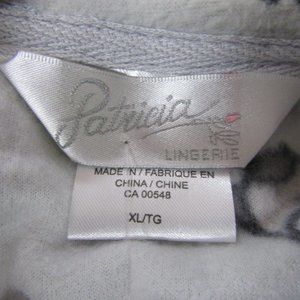 Patricia
LINGERIE
MADE IN / FABRIQUE EN
CHINA / CHINE
CA 00548
XL/TG